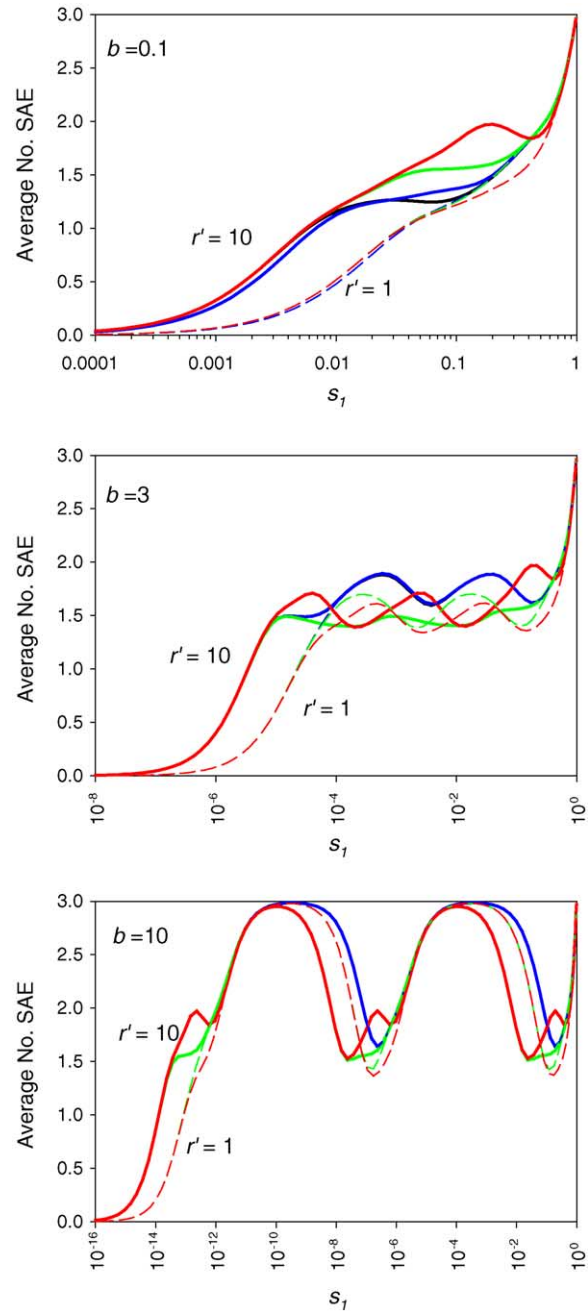 3.0
b =0.1
2.5
2.0
1.5
1.0
0.5
0.0
Average No. SAE
r' = 10
r' = 1
0.0001 0.001 0.01 0.1 1
s₁
3.0
b =3
2.5
2.0
1.5
1.0
0.5
0.0
Average No. SAE
r' = 10
r' = 1
10⁻⁸ 10⁻⁶ 10⁻⁴ 10⁻² 10⁰
s₁
3.0
b =10
2.5
2.0
1.5
1.0
0.5
0.0
Average No. SAE
r' = 10
r' = 1
10⁻¹⁶ 10⁻¹⁴ 10⁻¹² 10⁻¹⁰ 10⁻⁸ 10⁻⁶ 10⁻⁴ 10⁻² 10⁰
s₁